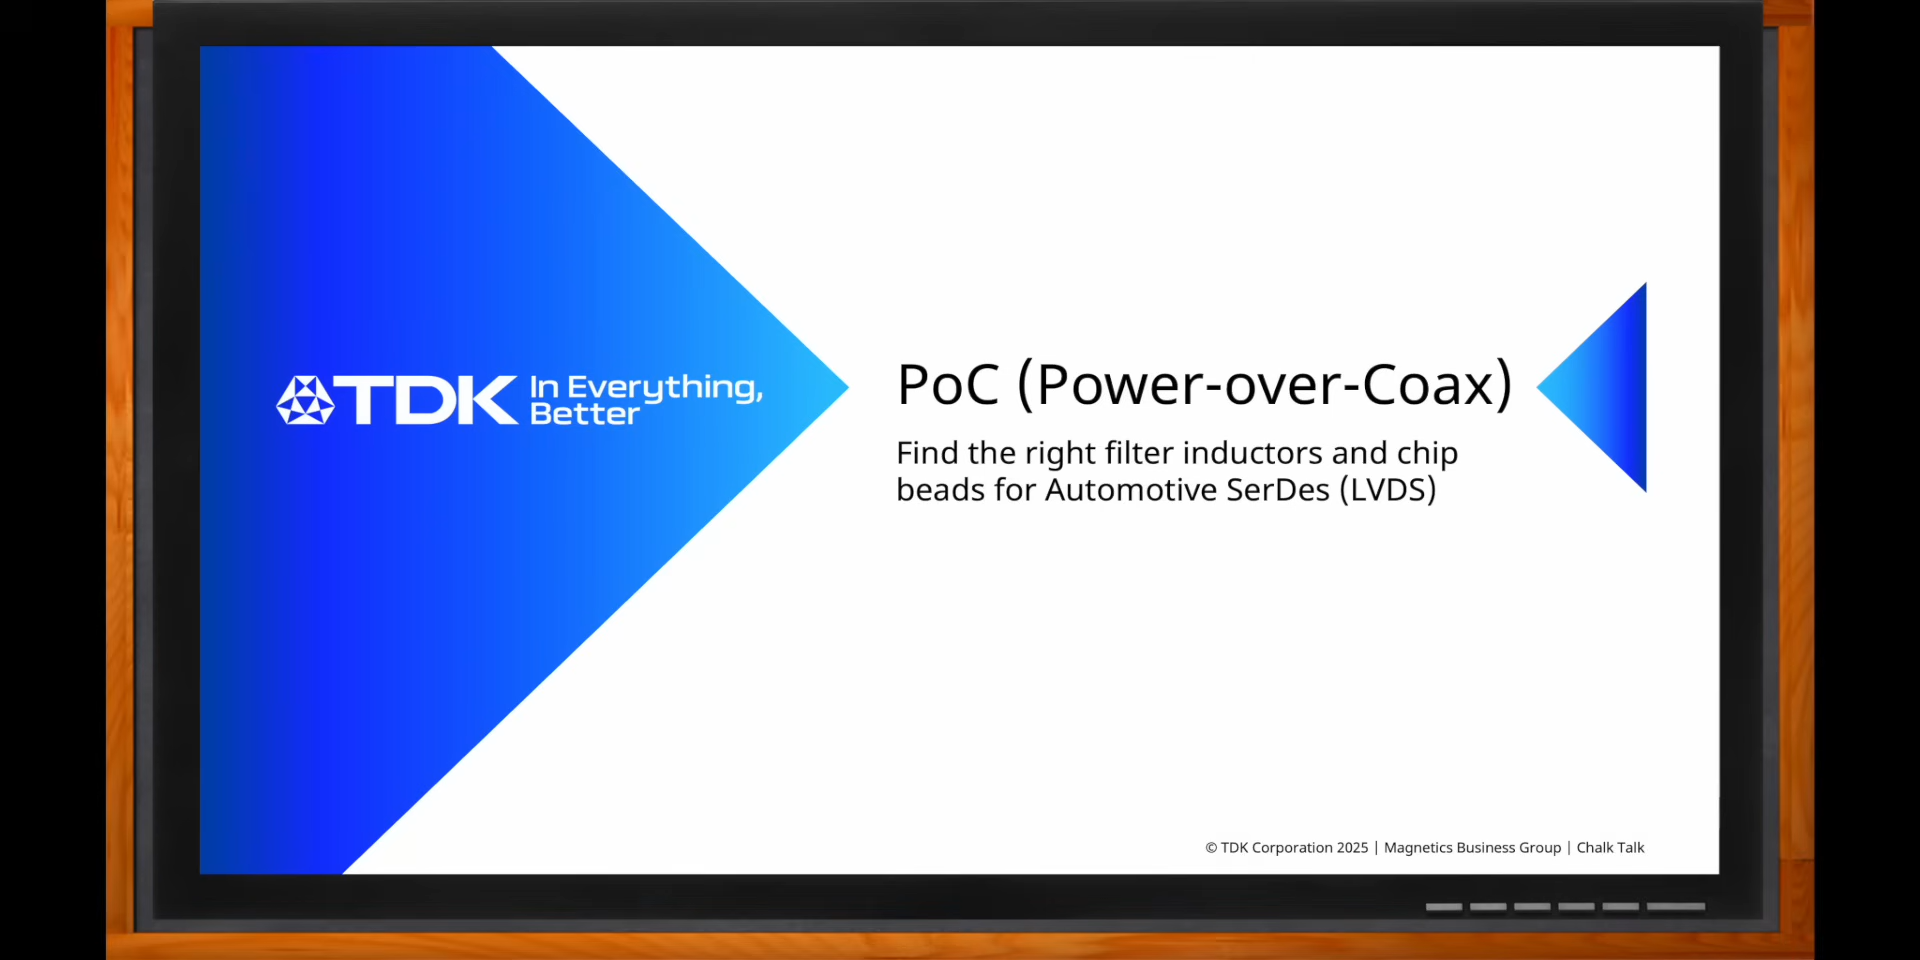 TDK In Everything,
Better
PoC (Power-over-Coax)
Find the right filter inductors and chip
beads for Automotive SerDes (LVDS)
© TDK Corporation 2025 | Magnetics Business Group | Chalk Talk